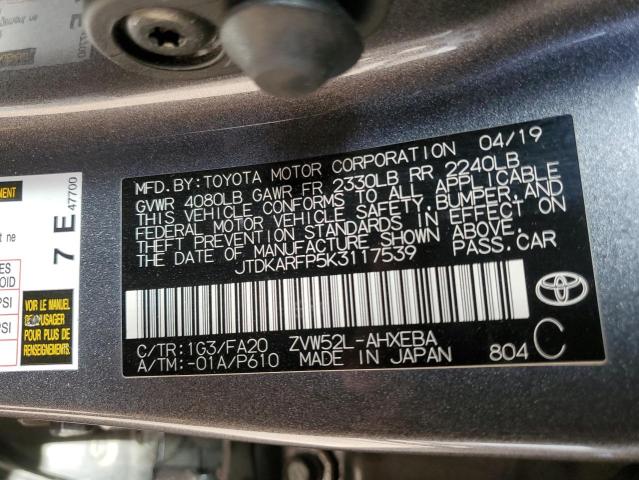 MFD. BY: TOYOTA MOTOR CORPORATION 04/19
GVWR 4080LB GAWR FR 2330LB RR 2240LB
THIS VEHICLE CONFORMS TO ALL APPLICABLE
FEDERAL MOTOR VEHICLE SAFETY, BUMPER, AND
THEFT PREVENTION STANDARDS IN EFFECT ON
THE DATE OF MANUFACTURE SHOWN ABOVE.
JTDKARFP5K3117539 PASS. CAR
C/TR: 1G3/FA20 ZVW52L-AHXEBA
A/TM: -01A/P610 MADE IN JAPAN 804 C
7 E 47700
VOIR LE MANUEL
DE L'USAGER
POUR PLUS DE
RENSEIGNEMENTS